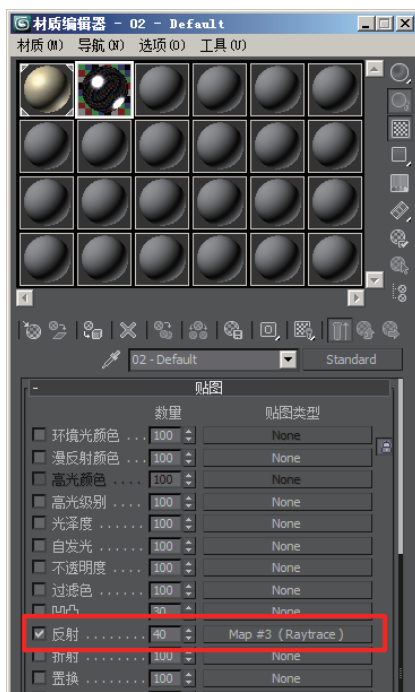 材质编辑器 - 02 - Default
材质(M) 导航(N) 选项(O) 工具(U)
02 - Default Standard
- 贴图
数量 贴图类型
环境光颜色 ... 100 None
漫反射颜色 ... 100 None
高光颜色 .... 100 None
高光级别 .... 100 None
光泽度 ...... 100 None
自发光 ...... 100 None
不透明度 .... 100 None
过滤色 ...... 100 None
凹凸 ........ 30 None
反射 ........ 40 Map #3 ( Raytrace )
折射 ........ 100 None
置换 ........ 100 None